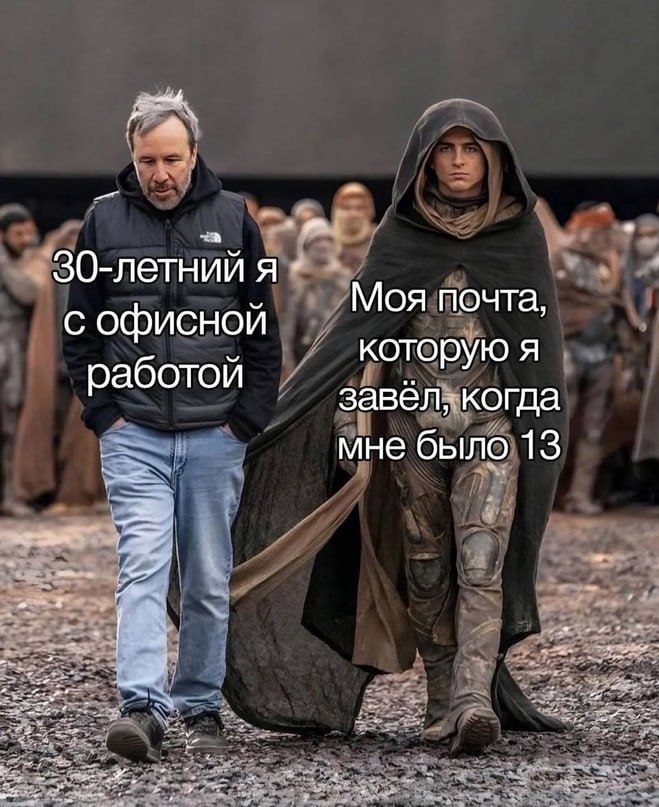 30-летний я
с офисной
работой
Моя почта,
которую я
завёл, когда
мне было 13